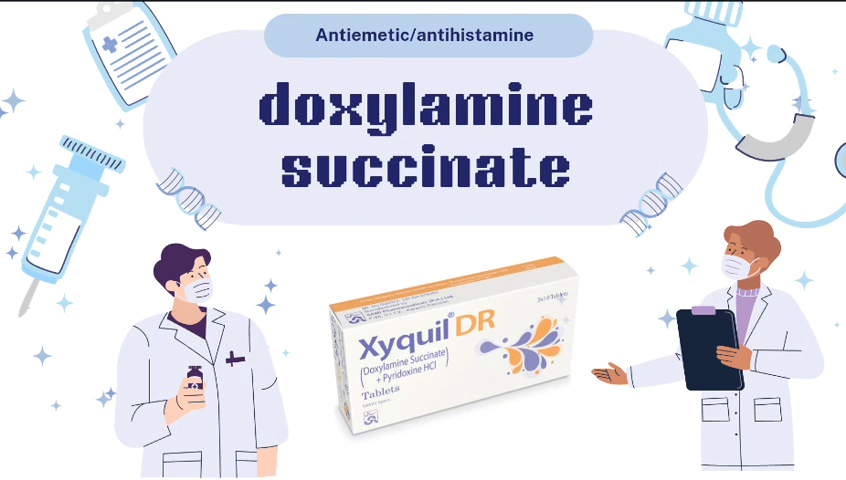 Antiemetic/antihistamine
doxylamine
succinate
Xyquil® DR
(Doxylamine Succinate)
+ Pyridoxine HCl
Tablets